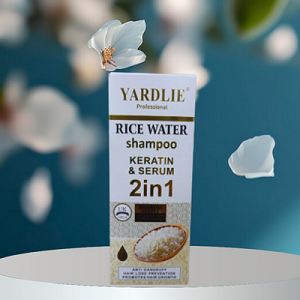 YARDLIE®
Professional
RICE WATER
shampoo
KERATIN
& SERUM
2in1
ANTI DANDRUFF
HAIR LOSS PREVENTION
PROMOTES HAIR GROWTH